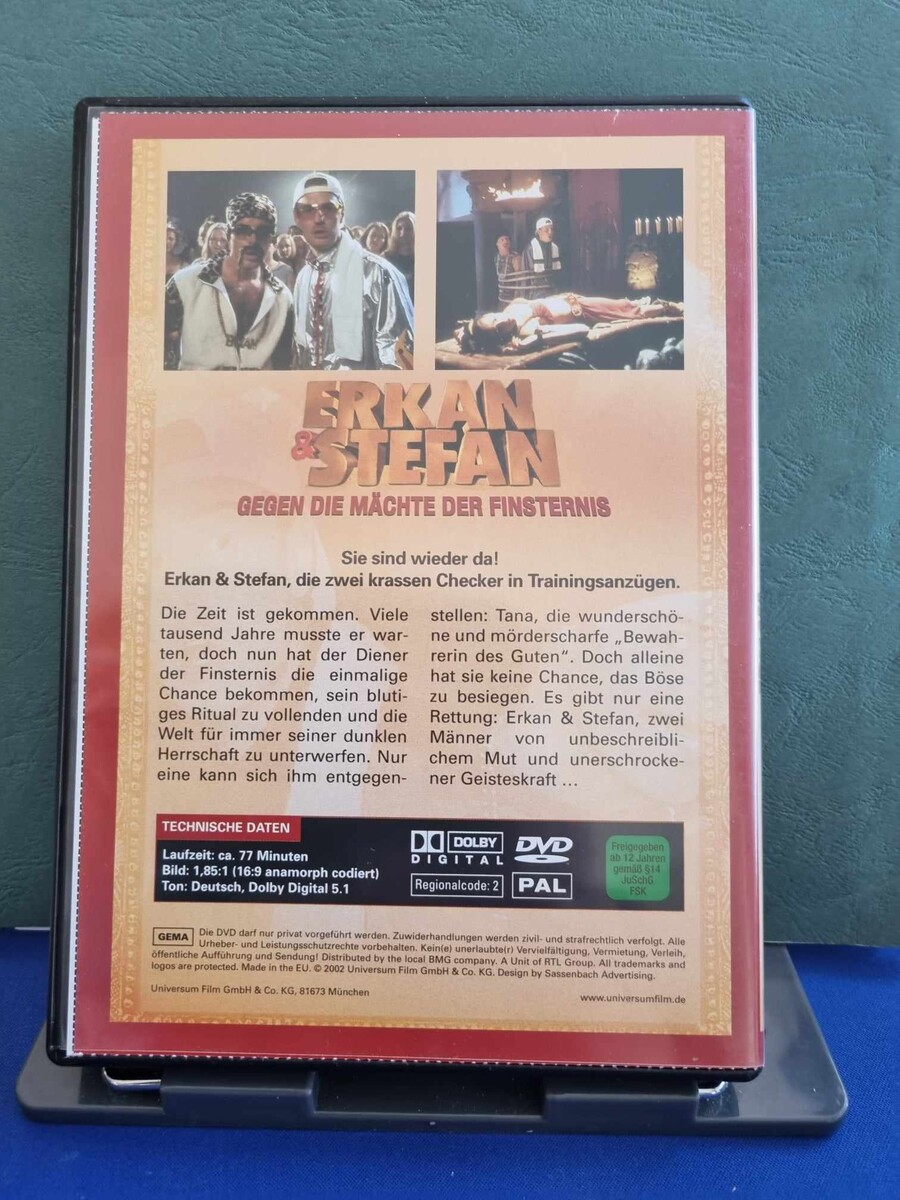 ERKAN
& STEFAN
GEGEN DIE MÄCHTE DER FINSTERNIS
Sie sind wieder da!
Erkan & Stefan, die zwei krassen Checker in Trainingsanzügen.
Die Zeit ist gekommen. Viele
tausend Jahre musste er war-
ten, doch nun hat der Diener
der Finsternis die einmalige
Chance bekommen, sein bluti-
ges Ritual zu vollenden und die
Welt für immer seiner dunklen
Herrschaft zu unterwerfen. Nur
eine kann sich ihm entgegen-
stellen: Tana, die wunderschö-
ne und mörderscharfe „Bewah-
rerin des Guten“. Doch alleine
hat sie keine Chance, das Böse
zu besiegen. Es gibt nur eine
Rettung: Erkan & Stefan, zwei
Männer von unbeschreibli-
chem Mut und unerschrocke-
ner Geisteskraft ...
TECHNISCHE DATEN
Laufzeit: ca. 77 Minuten
Bild: 1,85:1 (16:9 anamorph codiert)
Ton: Deutsch, Dolby Digital 5.1
DOLBY
DIGITAL
DVD
Regionalcode: 2
PAL
Freigegeben
ab 12 Jahren
gemäß §14
JuSchG
FSK
GEMA
Die DVD darf nur privat vorgeführt werden. Zuwiderhandlungen werden zivil- und strafrechtlich verfolgt. Alle
Urheber- und Leistungsschutzrechte vorbehalten. Kein(e) unerlaubte(r) Vervielfältigung, Vermietung, Verleih,
öffentliche Aufführung und Sendung! Distributed by the local BMG company. A Unit of RTL Group. All trademarks and
logos are protected. Made in the EU. © 2002 Universum Film GmbH & Co. KG. Design by Sassenbach Advertising.
Universum Film GmbH & Co. KG, 81673 München
www.universumfilm.de